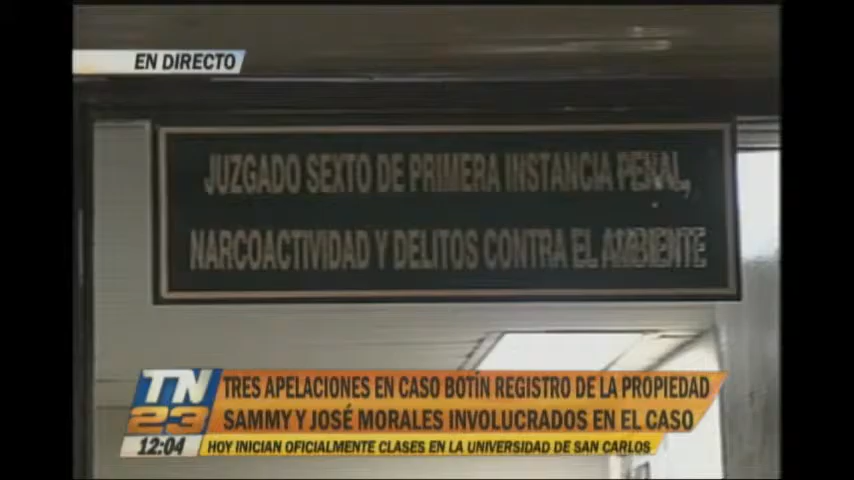 EN DIRECTO
JUZGADO SEXTO DE PRIMERA INSTANCIA PENAL,
NARCOACTIVIDAD Y DELITOS CONTRA EL AMBIENTE
TN
23
12:04
TRES APELACIONES EN CASO BOTÍN REGISTRO DE LA PROPIEDAD
SAMMY Y JOSÉ MORALES INVOLUCRADOS EN EL CASO
HOY INICIAN OFICIALMENTE CLASES EN LA UNIVERSIDAD DE SAN CARLOS